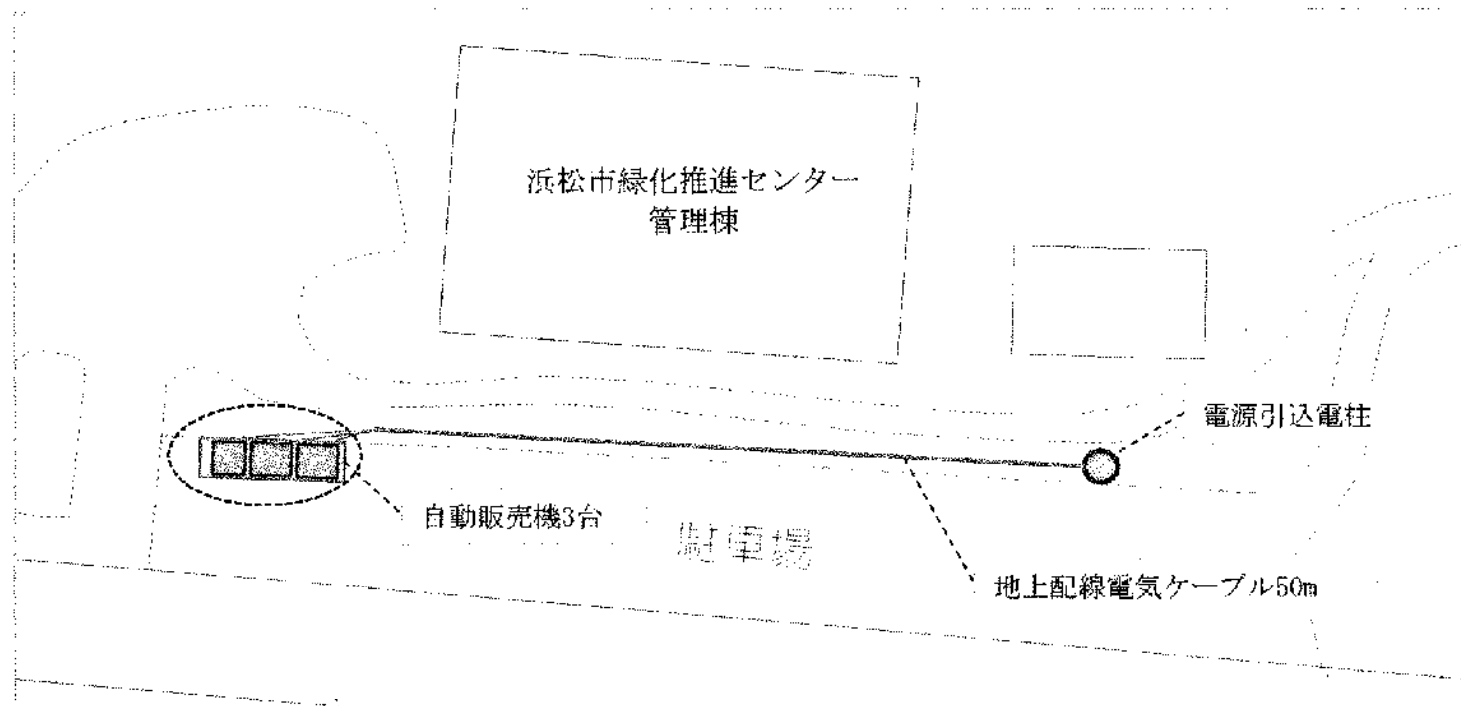 浜松市緑化推進センター
管理棟
電源引込電柱
自動販売機3台
駐車場
地上配線電気ケーブル50m